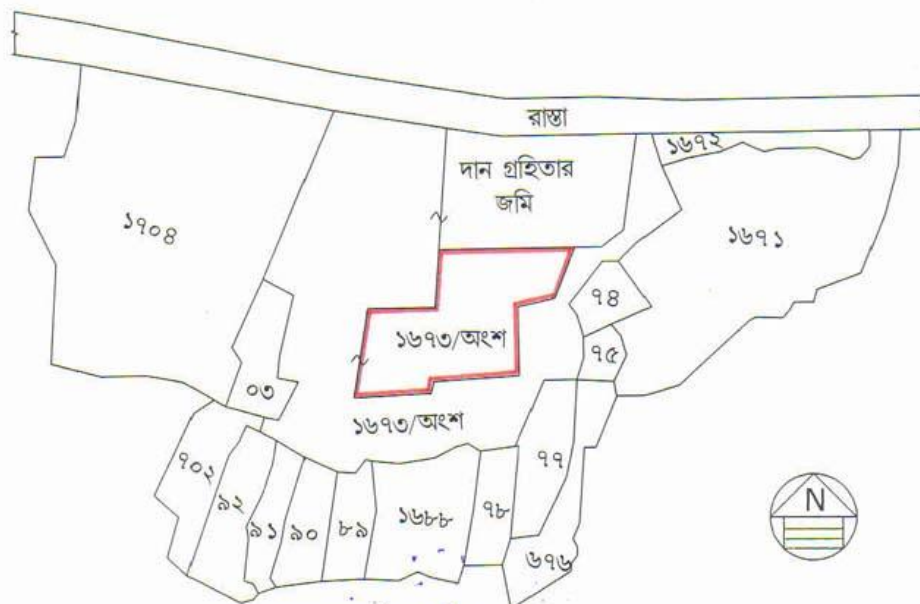 রাস্তা
১৬৭২
দান গ্রহিতার
জমি
১৭০৪
১৬৭১
৭৪
১৬৭৩/অংশ
৭৫
০৩
১৬৭৩/অংশ
৭০২
৯২
৯১
৯০
৮৯
১৬৮৮
৭৮
৭৭
৬৭৬
N